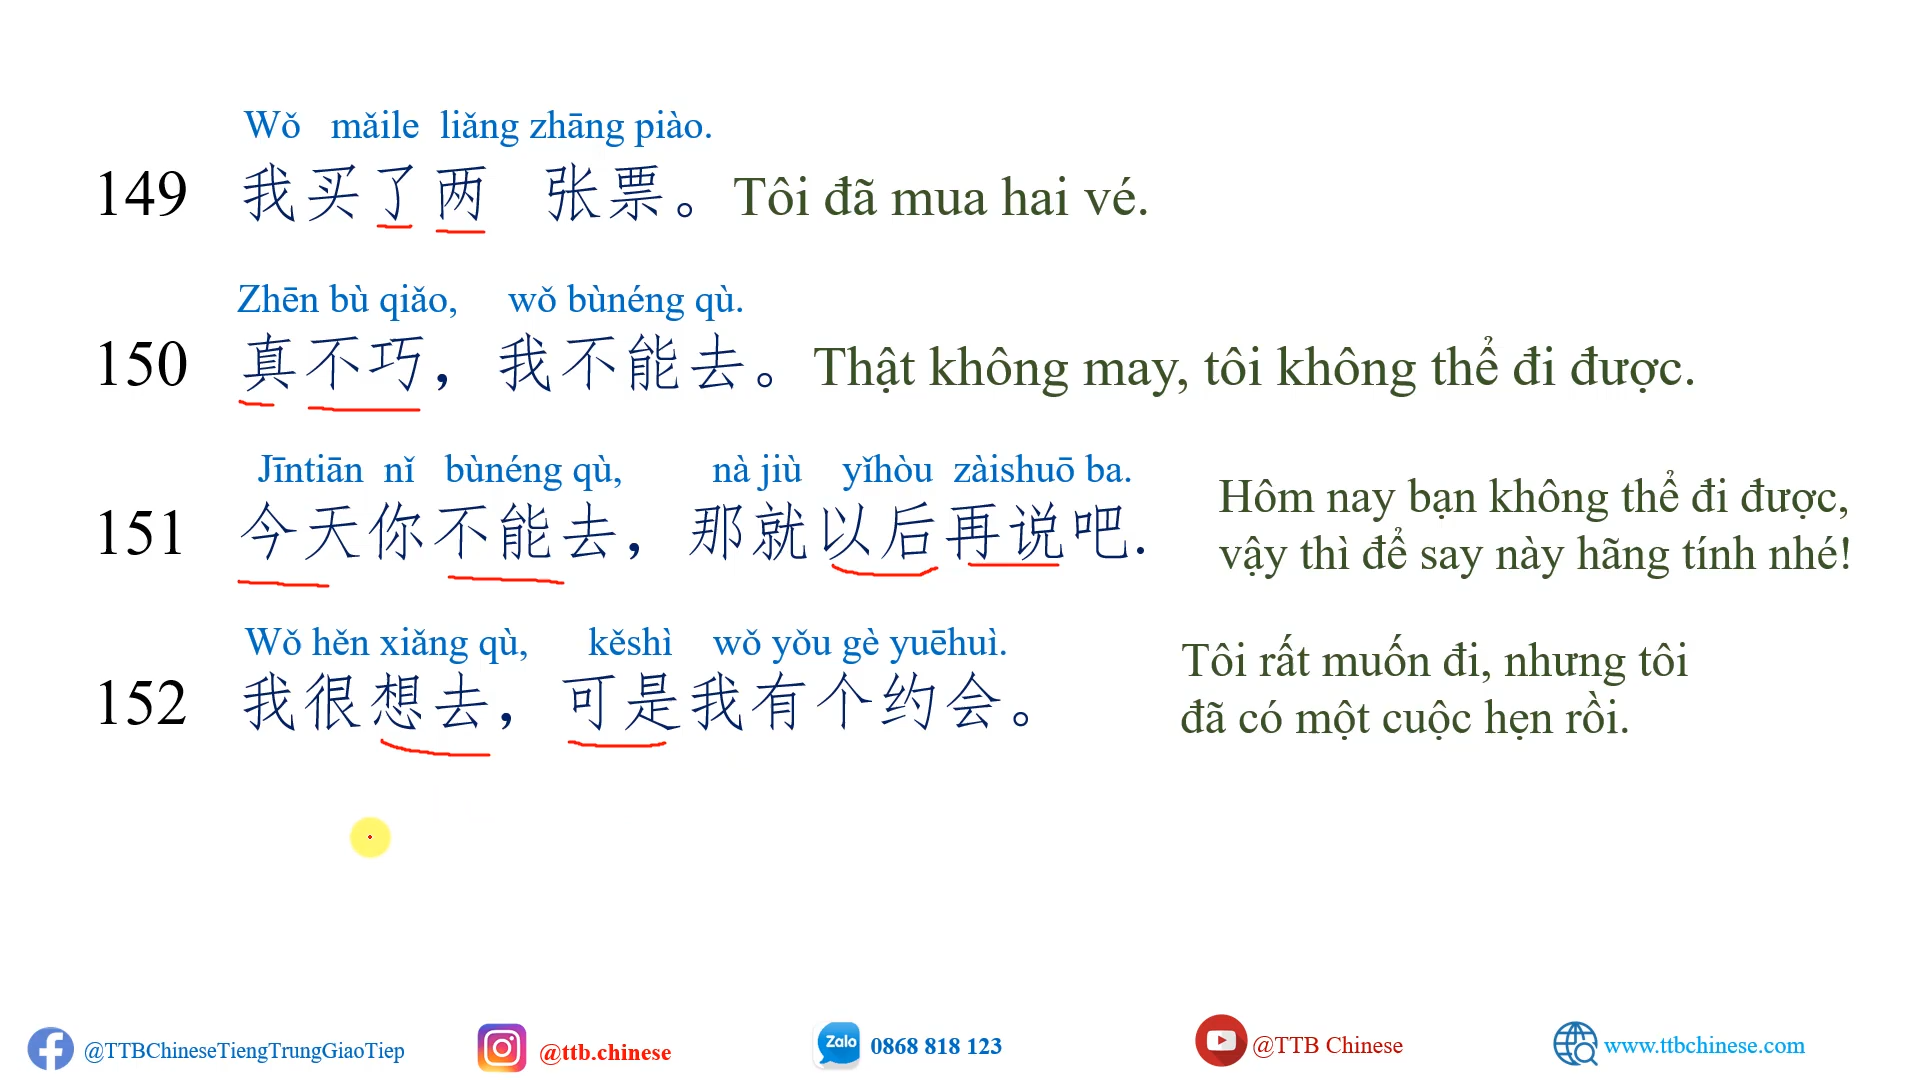 Wǒ mǎile liǎng zhāng piào.
149 我买了两 张票。Tôi đã mua hai vé.
Zhēn bù qiǎo, wǒ bùnéng qù.
150 真不巧，我不能去。Thật không may, tôi không thể đi được.
Jīntiān nǐ bùnéng qù, nà jiù yǐhòu zàishuō ba.
151 今天你不能去，那就以后再说吧.
Hôm nay bạn không thể đi được,
vậy thì để say này hãng tính nhé!
Wǒ hěn xiǎng qù, kěshì wǒ yǒu gè yuēhuì.
152 我很想去，可是我有个约会。
Tôi rất muốn đi, nhưng tôi
đã có một cuộc hẹn rồi.
@TTBChineseTiengTrungGiaoTiep
@ttb.chinese
Zalo 0868 818 123
@TTB Chinese
www.ttbchinese.com